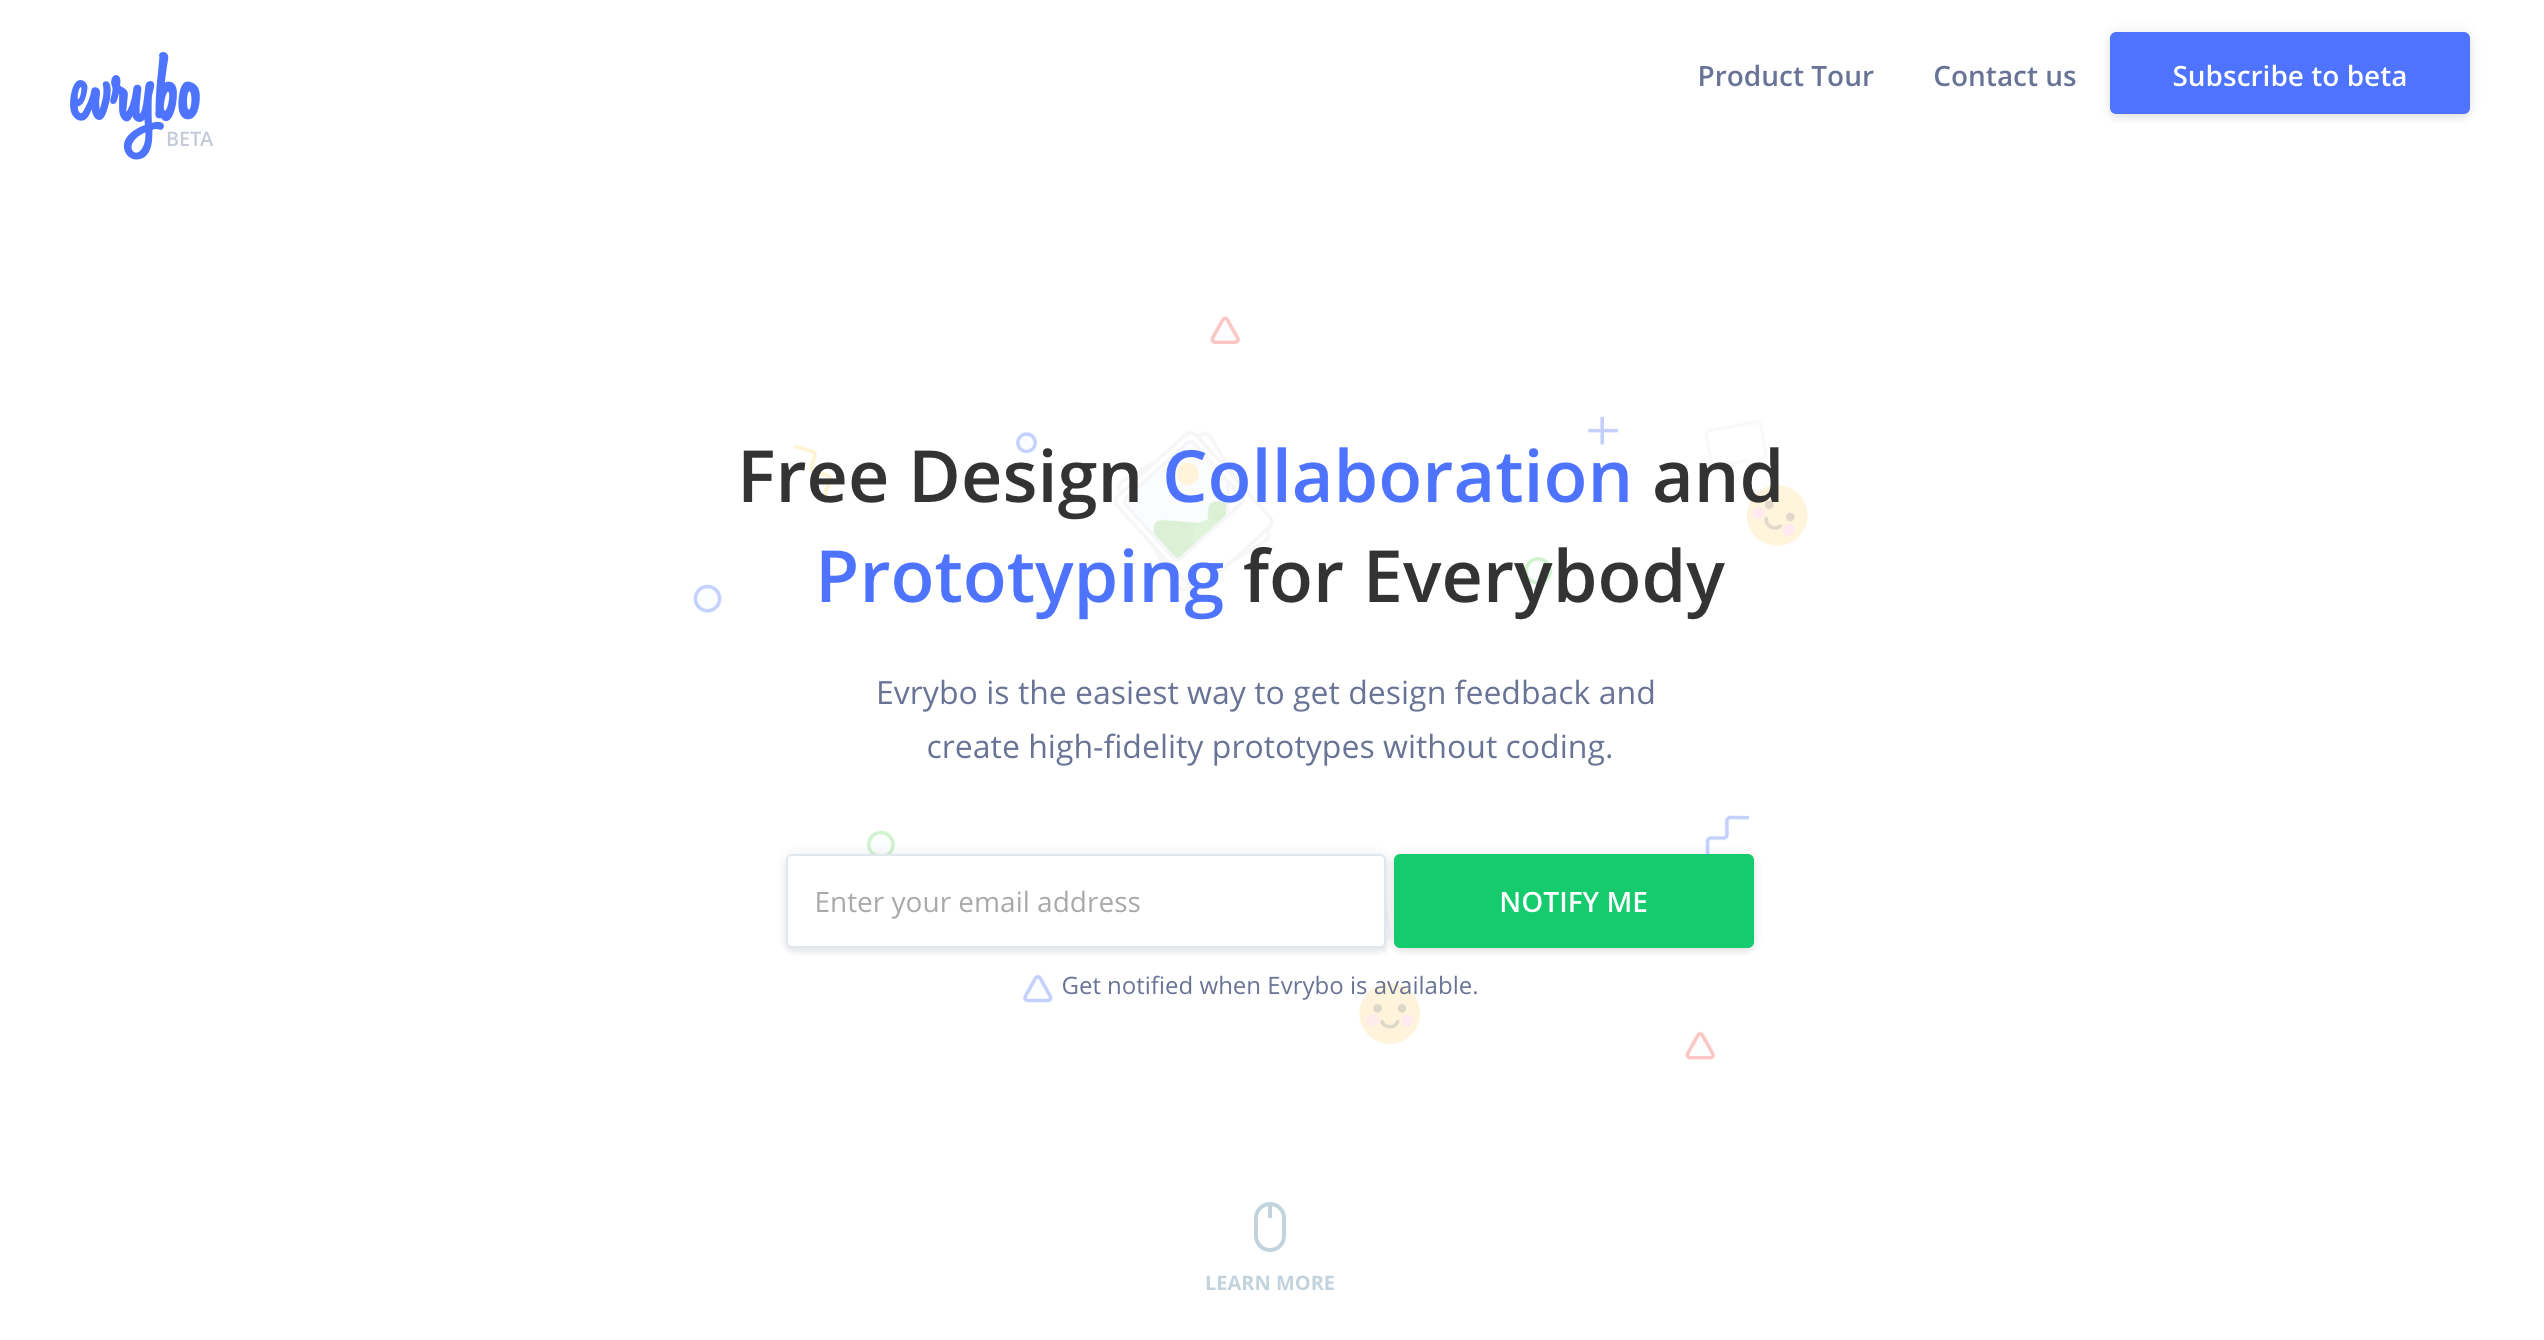 evrybo
BETA
Product Tour
Contact us
Subscribe to beta
Free Design Collaboration and
Prototyping for Everybody
Evrybo is the easiest way to get design feedback and
create high-fidelity prototypes without coding.
Enter your email address
NOTIFY ME
Get notified when Evrybo is available.
LEARN MORE